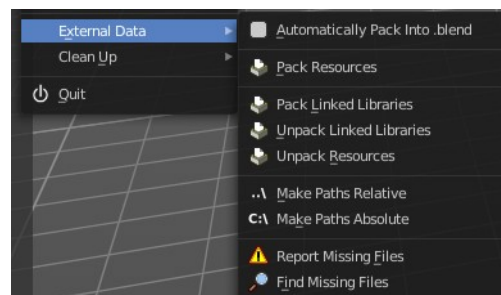 External Data
Clean Up
Quit
Automatically Pack Into .blend
Pack Resources
Pack Linked Libraries
Unpack Linked Libraries
Unpack Resources
..\ Make Paths Relative
C:\ Make Paths Absolute
Report Missing Files
Find Missing Files